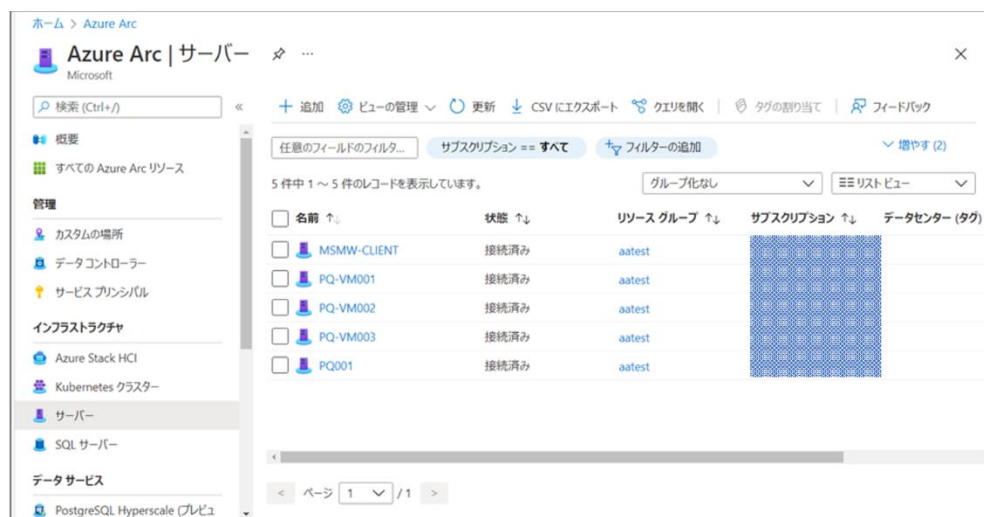 ホーム > Azure Arc
Azure Arc | サーバー
Microsoft
検索 (Ctrl+/)
追加 ビューの管理 更新 CSV にエクスポート クエリを開く タグの割り当て フィードバック
概要
すべての Azure Arc リソース
管理
カスタムの場所
データ コントローラー
サービス プリンシパル
インフラストラクチャ
Azure Stack HCI
Kubernetes クラスター
サーバー
SQL サーバー
データ サービス
PostgreSQL Hyperscale (プレビュ
任意のフィールドのフィルタ... サブスクリプション == すべて フィルターの追加 増やす (2)
5 件中 1 ～ 5 件のレコードを表示しています。 グループ化なし リスト ビュー
名前 ↑↓ 状態 ↑↓ リソース グループ ↑↓ サブスクリプション ↑↓ データセンター (タグ)
MSMW-CLIENT 接続済み aatest
PQ-VM001 接続済み aatest
PQ-VM002 接続済み aatest
PQ-VM003 接続済み aatest
PQ001 接続済み aatest
< ページ 1 / 1 >